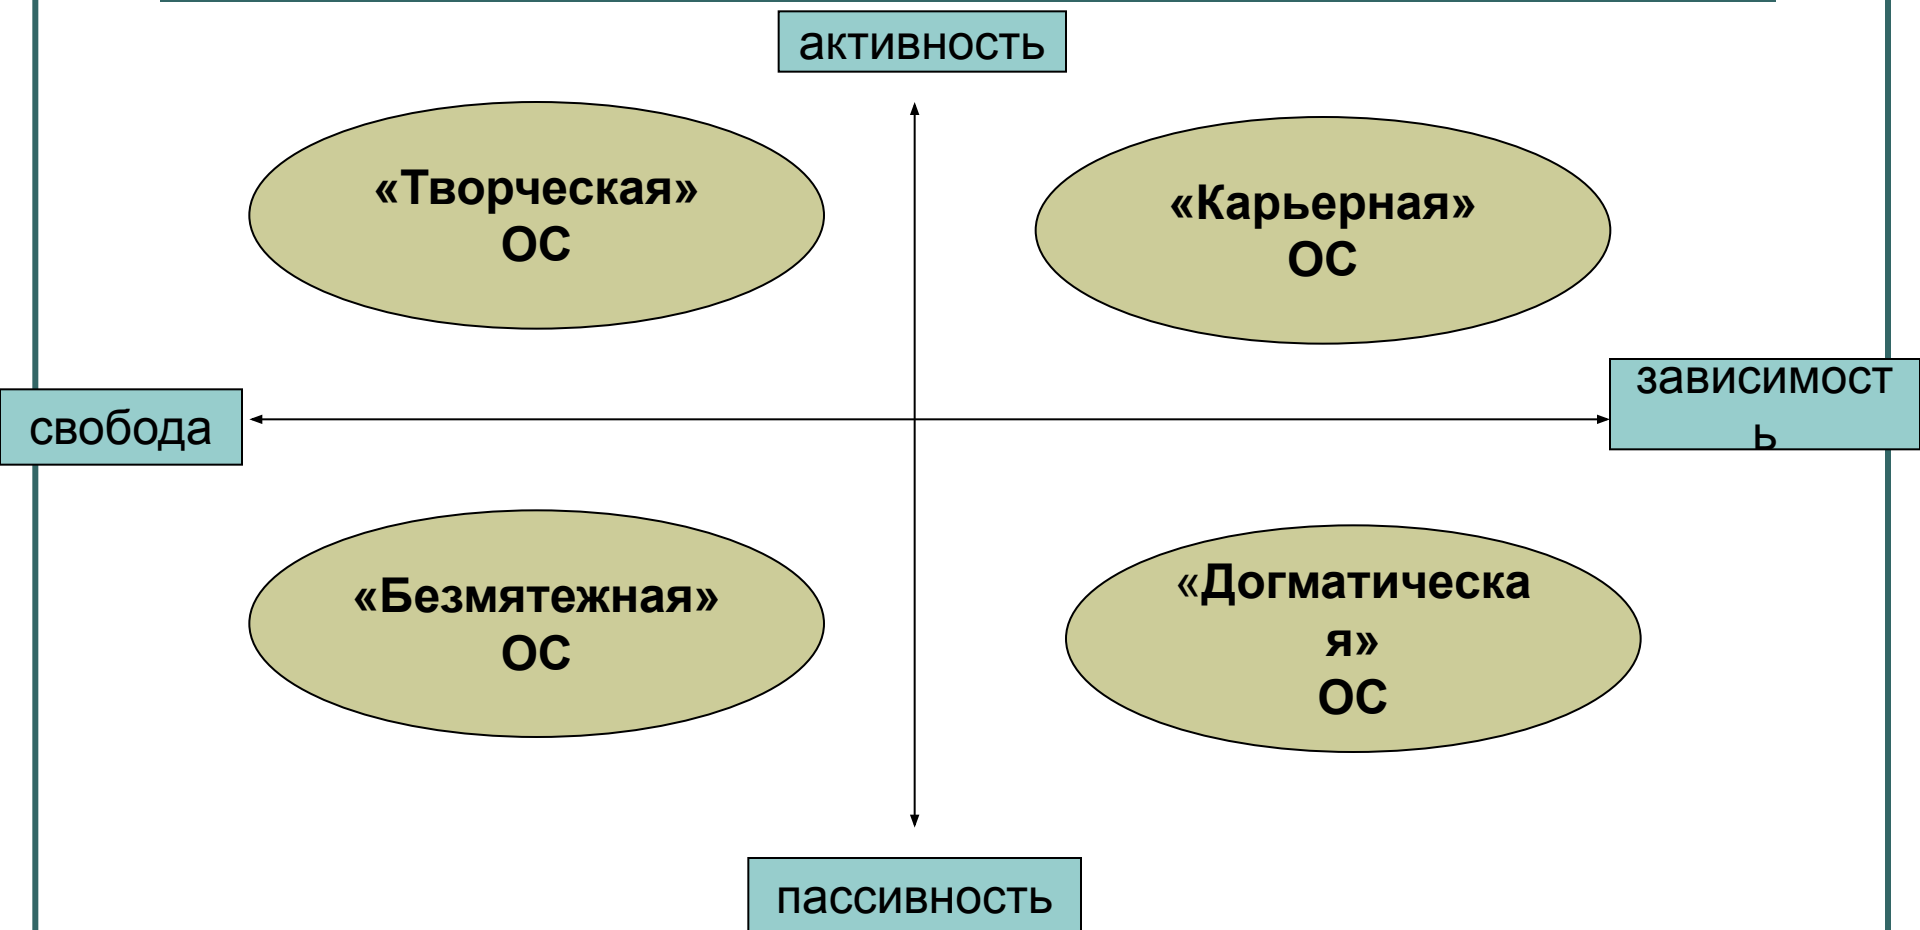 активность
«Творческая»
ОС
«Карьерная»
ОС
свобода
зависимост
ь
«Безмятежная»
ОС
«Догматическа
я»
ОС
пассивность